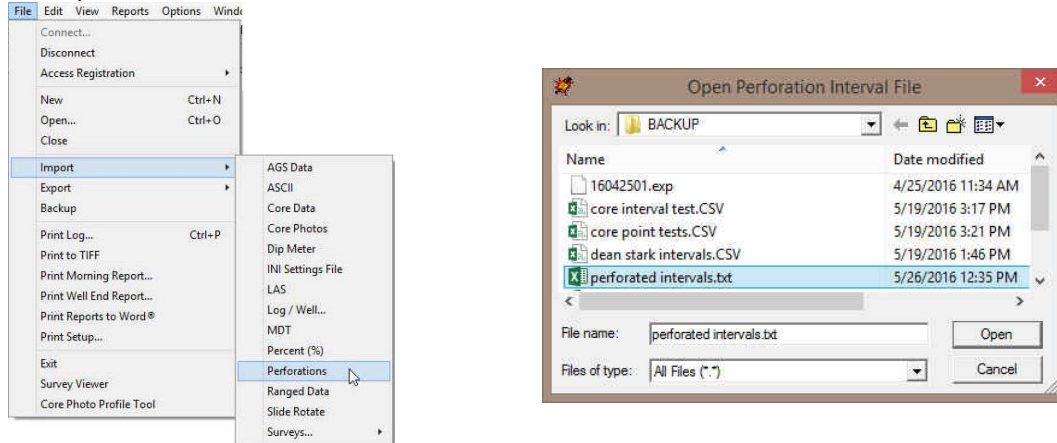 File Edit View Reports Options Windo
Connect...
Disconnect
Access Registration
New Ctrl+N
Open... Ctrl+O
Close
Import
Export
Backup
Print Log... Ctrl+P
Print to TIFF
Print Morning Report...
Print Well End Report...
Print Reports to Word®
Print Setup...
Exit
Survey Viewer
Core Photo Profile Tool
AGS Data
ASCII
Core Data
Core Photos
Dip Meter
INI Settings File
LAS
Log / Well...
MDT
Percent (%)
Perforations
Ranged Data
Slide Rotate
Surveys...
Open Perforation Interval File
Look in: BACKUP
Name Date modified
16042501.exp 4/25/2016 11:34 AM
core interval test.CSV 5/19/2016 3:17 PM
core point tests.CSV 5/19/2016 3:21 PM
dean stark intervals.CSV 5/19/2016 1:46 PM
perforated intervals.txt 5/26/2016 12:35 PM
File name: perforated intervals.txt Open
Files of type: All Files (*.*) Cancel